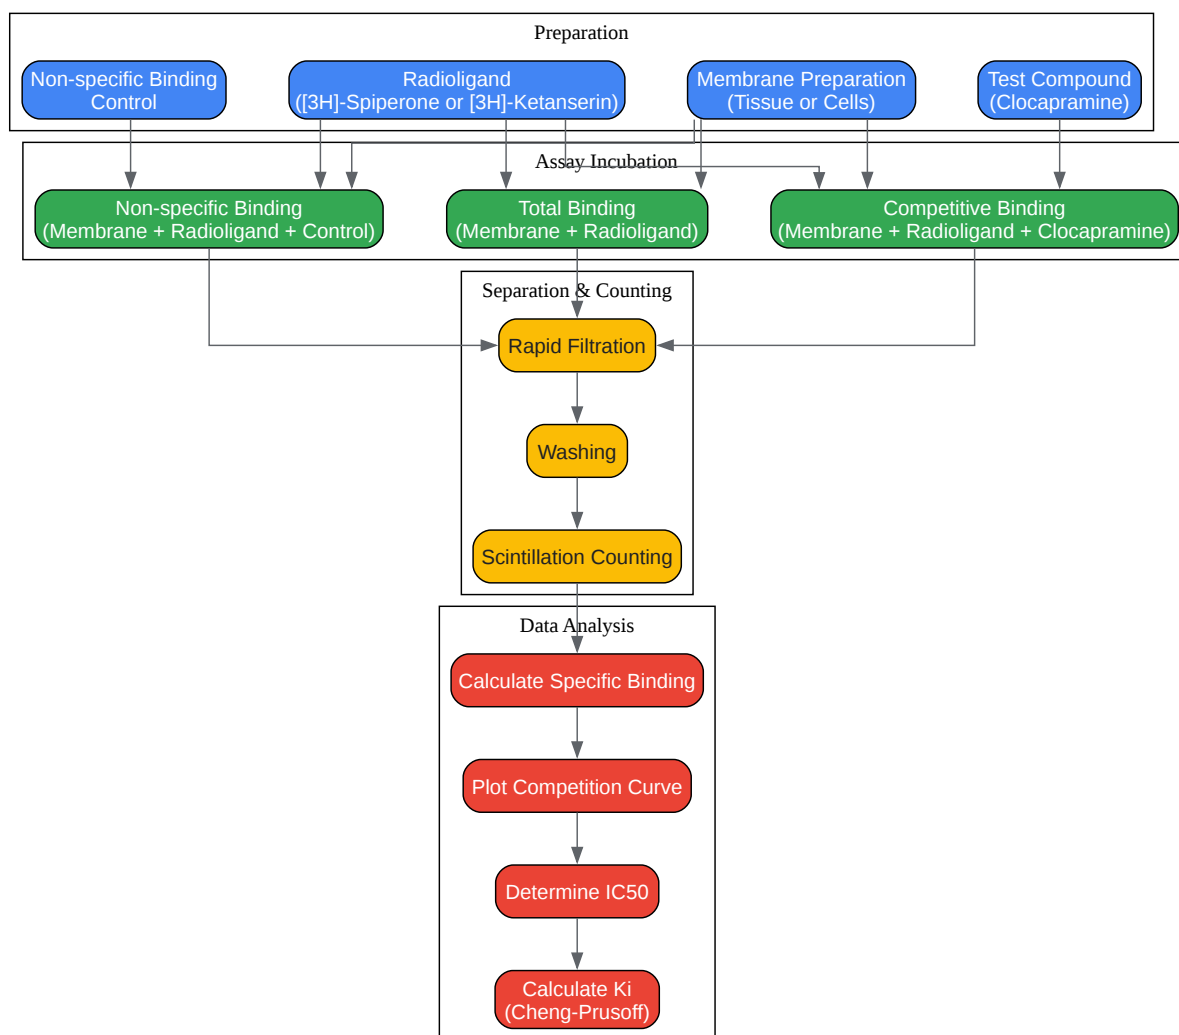 Preparation
Non-specific Binding
Control
Radioligand
([3H]-Spiperone or [3H]-Ketanserin)
Membrane Preparation
(Tissue or Cells)
Test Compound
(Clocapramine)
Assay Incubation
Non-specific Binding
(Membrane + Radioligand + Control)
Total Binding
(Membrane + Radioligand)
Competitive Binding
(Membrane + Radioligand + Clocapramine)
Separation & Counting
Rapid Filtration
Washing
Scintillation Counting
Data Analysis
Calculate Specific Binding
Plot Competition Curve
Determine IC50
Calculate Ki
(Cheng-Prusoff)